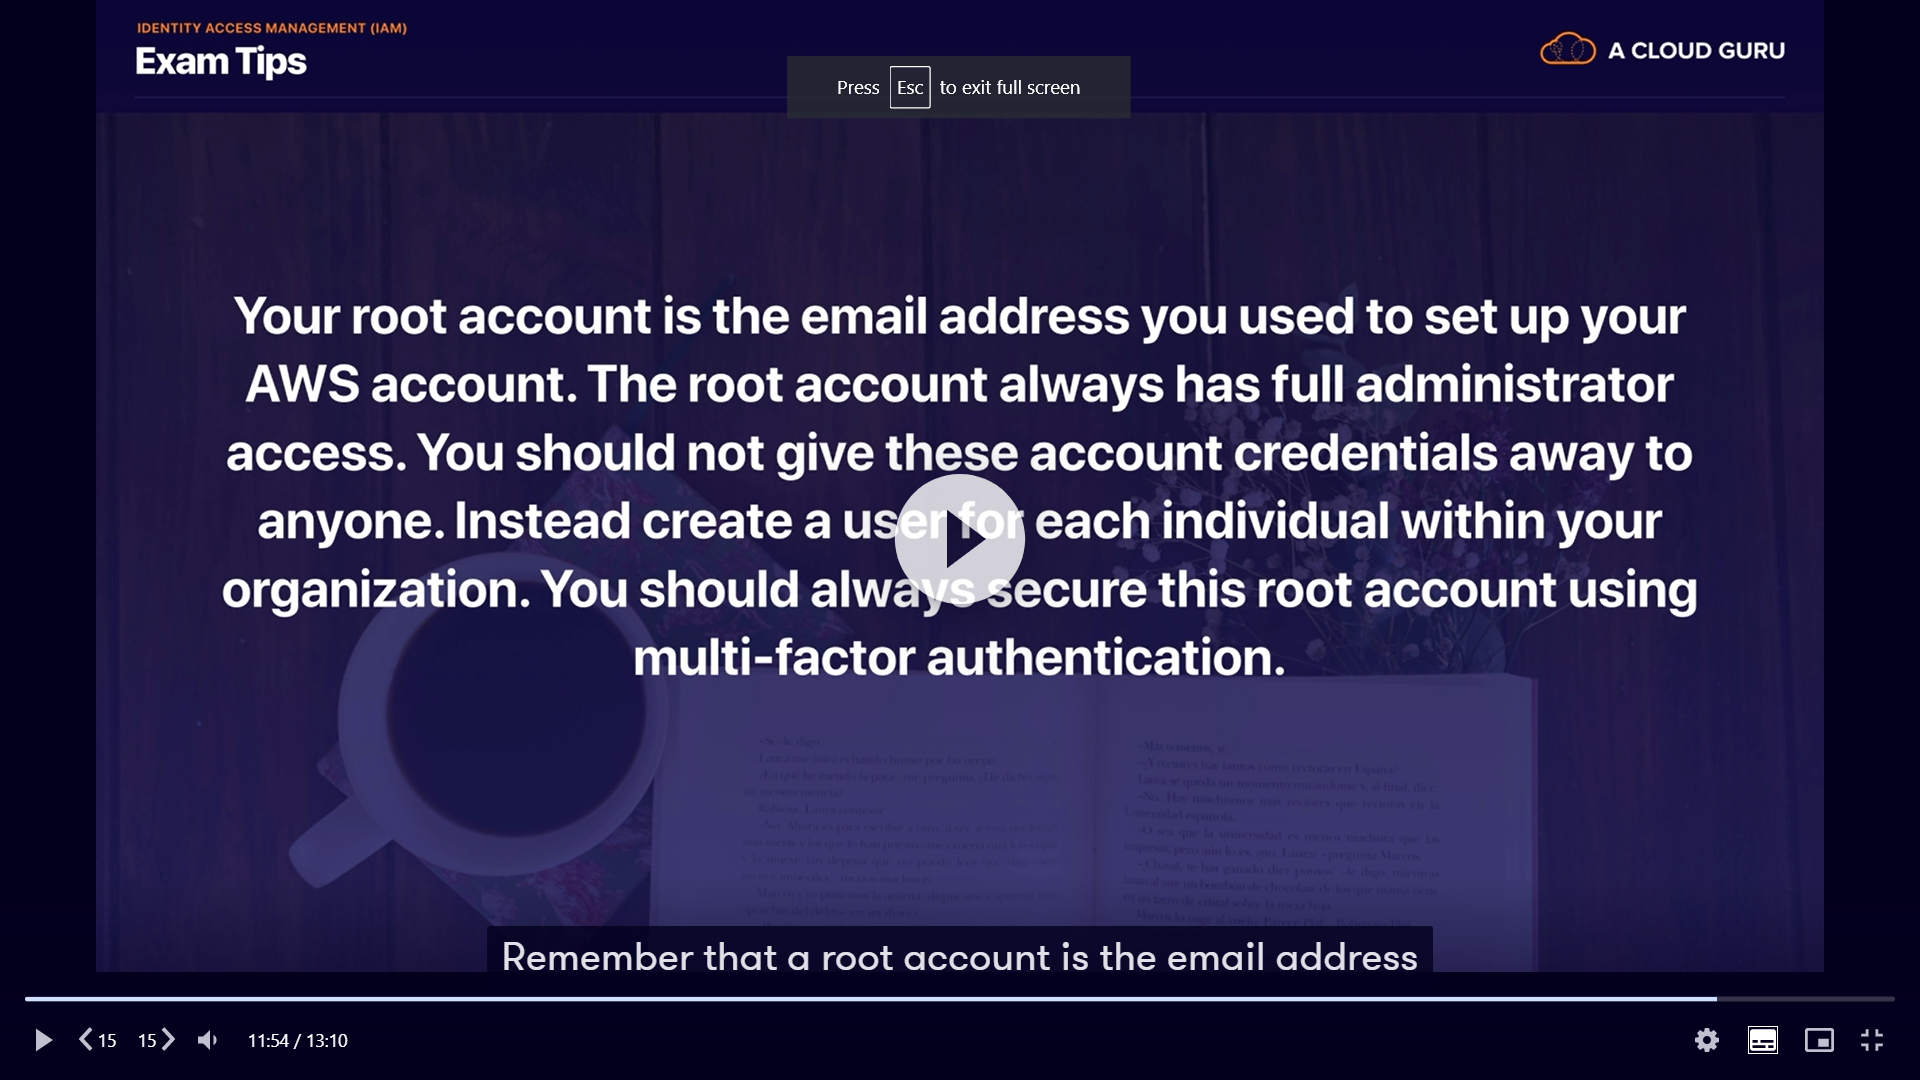 IDENTITY ACCESS MANAGEMENT (IAM)
Exam Tips
A CLOUD GURU
Press Esc to exit full screen
Your root account is the email address you used to set up your
AWS account. The root account always has full administrator
access. You should not give these account credentials away to
anyone. Instead create a user for each individual within your
organization. You should always secure this root account using
multi-factor authentication.
Remember that a root account is the email address
15 15 11:54 / 13:10